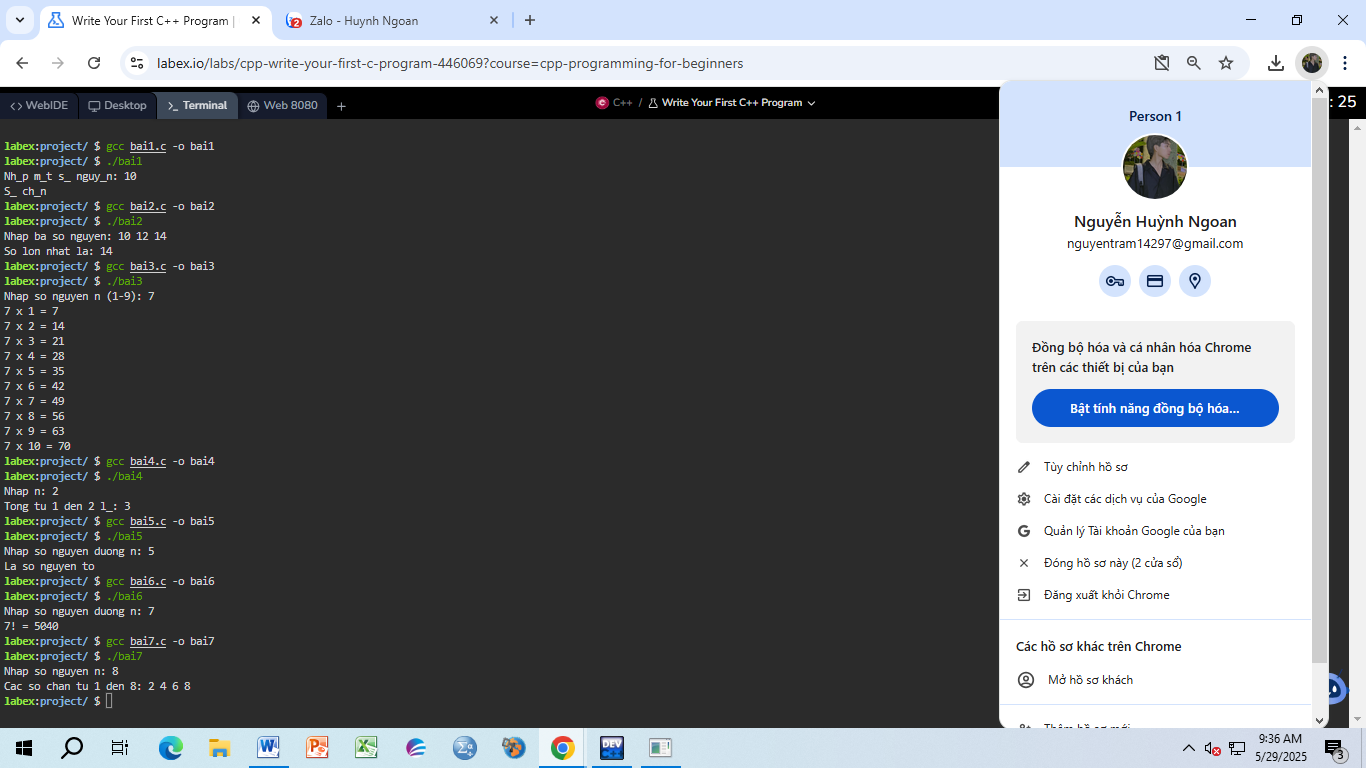 Write Your First C++ Program |
Zalo - Huynh Ngoan
labex.io/labs/cpp-write-your-first-c-program-446069?course=cpp-programming-for-beginners
WebIDE
Desktop
Terminal
Web 8080
C++ / Write Your First C++ Program
: 25
labex:project/ $ gcc bai1.c -o bai1
labex:project/ $ ./bai1
Nh_p m_t s_ nguy_n: 10
S_ ch_n
labex:project/ $ gcc bai2.c -o bai2
labex:project/ $ ./bai2
Nhap ba so nguyen: 10 12 14
So lon nhat la: 14
labex:project/ $ gcc bai3.c -o bai3
labex:project/ $ ./bai3
Nhap so nguyen n (1-9): 7
7 x 1 = 7
7 x 2 = 14
7 x 3 = 21
7 x 4 = 28
7 x 5 = 35
7 x 6 = 42
7 x 7 = 49
7 x 8 = 56
7 x 9 = 63
7 x 10 = 70
labex:project/ $ gcc bai4.c -o bai4
labex:project/ $ ./bai4
Nhap n: 2
Tong tu 1 den 2 l_: 3
labex:project/ $ gcc bai5.c -o bai5
labex:project/ $ ./bai5
Nhap so nguyen duong n: 5
La so nguyen to
labex:project/ $ gcc bai6.c -o bai6
labex:project/ $ ./bai6
Nhap so nguyen duong n: 7
7! = 5040
labex:project/ $ gcc bai7.c -o bai7
labex:project/ $ ./bai7
Nhap so nguyen n: 8
Cac so chan tu 1 den 8: 2 4 6 8
labex:project/ $
Person 1
Nguyễn Huỳnh Ngoan
nguyentram14297@gmail.com
Đồng bộ hóa và cá nhân hóa Chrome
trên các thiết bị của bạn
Bật tính năng đồng bộ hóa...
Tùy chỉnh hồ sơ
Cài đặt các dịch vụ của Google
Quản lý Tài khoản Google của bạn
Đóng hồ sơ này (2 cửa sổ)
Đăng xuất khỏi Chrome
Các hồ sơ khác trên Chrome
Mở hồ sơ khách
Thêm hồ sơ mới
DEV
9:36 AM
5/29/2025
3